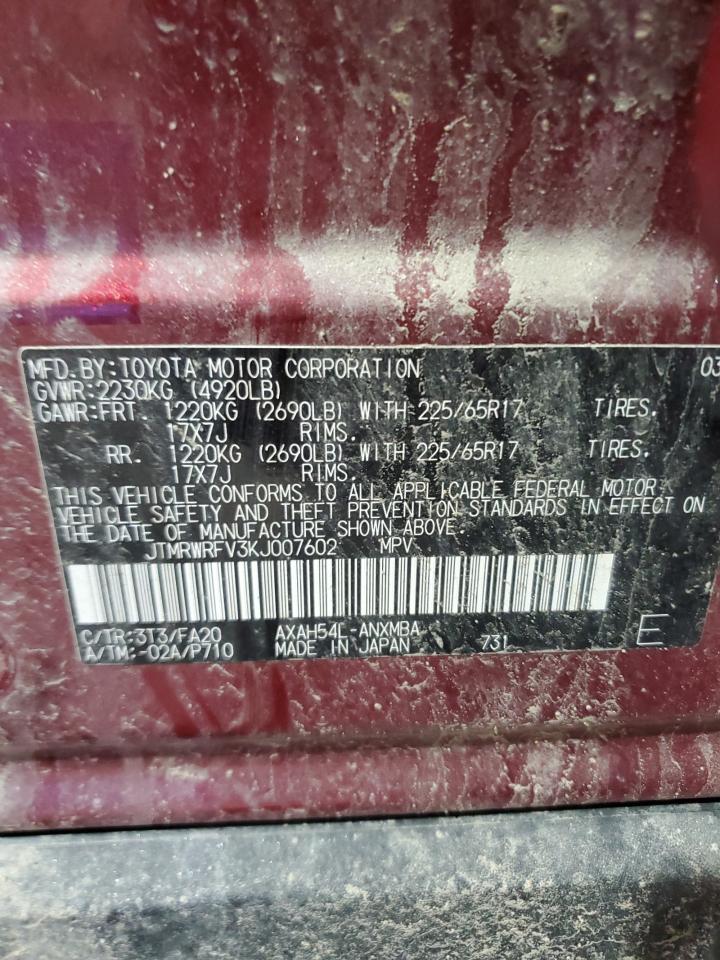 MFD.BY:TOYOTA MOTOR CORPORATION 03
GVWR:2230KG (4920LB)
GAWR:FRT. 1220KG (2690LB) WITH 225/65R17 TIRES.
17X7J RIMS.
RR. 1220KG (2690LB) WITH 225/65R17 TIRES.
17X7J RIMS.
THIS VEHICLE CONFORMS TO ALL APPLICABLE FEDERAL MOTOR
VEHICLE SAFETY AND THEFT PREVENTION STANDARDS IN EFFECT ON
THE DATE OF MANUFACTURE SHOWN ABOVE.
JTMRWRFV3KJ007602 MPV
C/TR:3T3/FA20 AXAH54L-ANXMBA
A/TM:-02A/P710 MADE IN JAPAN 731 E